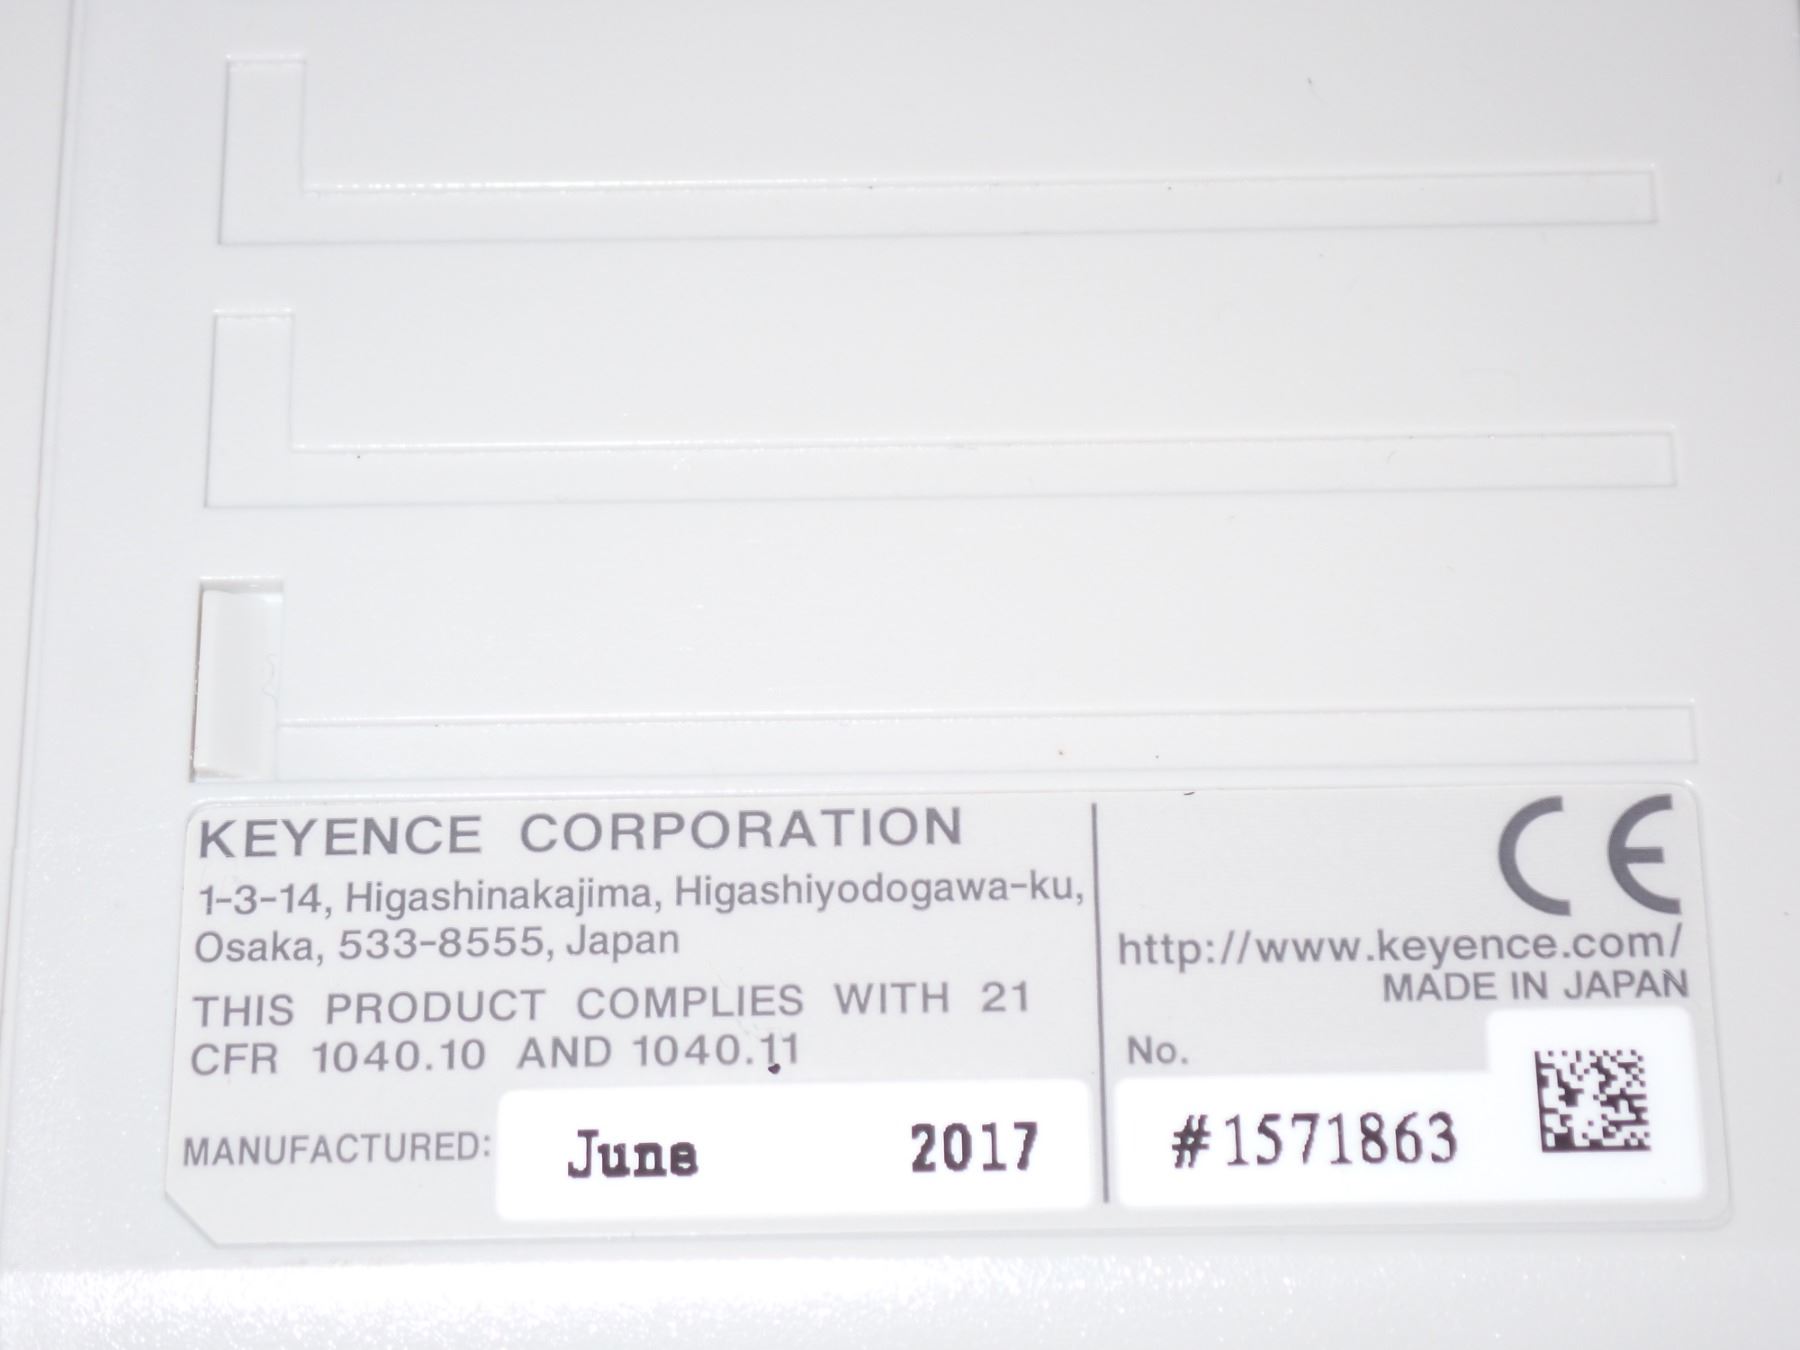 KEYENCE CORPORATION
1-3-14, Higashinakajima, Higashiyodogawa-ku,
Osaka, 533-8555, Japan
THIS PRODUCT COMPLIES WITH 21
CFR 1040.10 AND 1040.11
MANUFACTURED: June 2017
CE
http://www.keyence.com/
MADE IN JAPAN
No.
#1571863